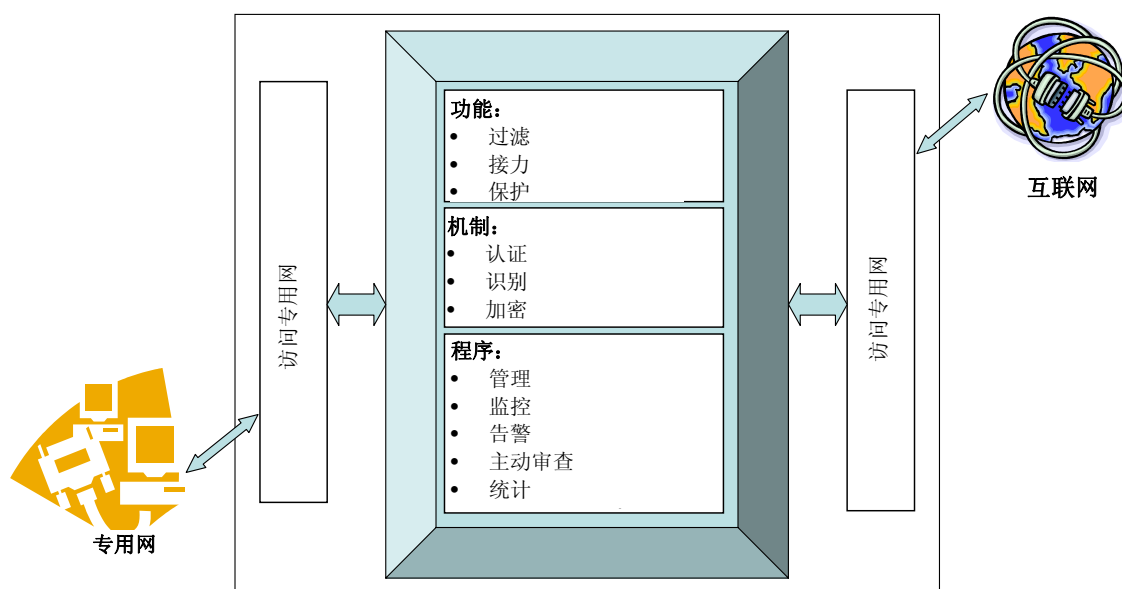 功能：
• 过滤
• 接力
• 保护
机制：
• 认证
• 识别
• 加密
程序：
• 管理
• 监控
• 告警
• 主动审查
• 统计
访问专用网
访问专用网
互联网
专用网